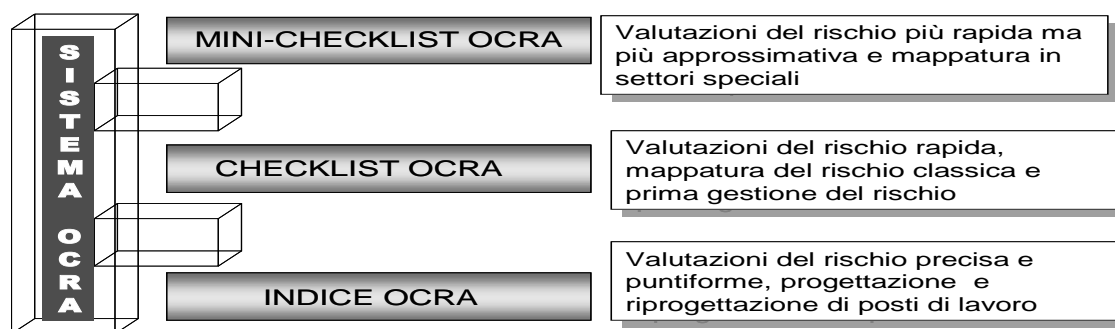 SISTEMA OCRA
MINI-CHECKLIST OCRA
Valutazioni del rischio più rapida ma
più approssimativa e mappatura in
settori speciali
CHECKLIST OCRA
Valutazioni del rischio rapida,
mappatura del rischio classica e
prima gestione del rischio
INDICE OCRA
Valutazioni del rischio precisa e
puntiforme, progettazione e
riprogettazione di posti di lavoro